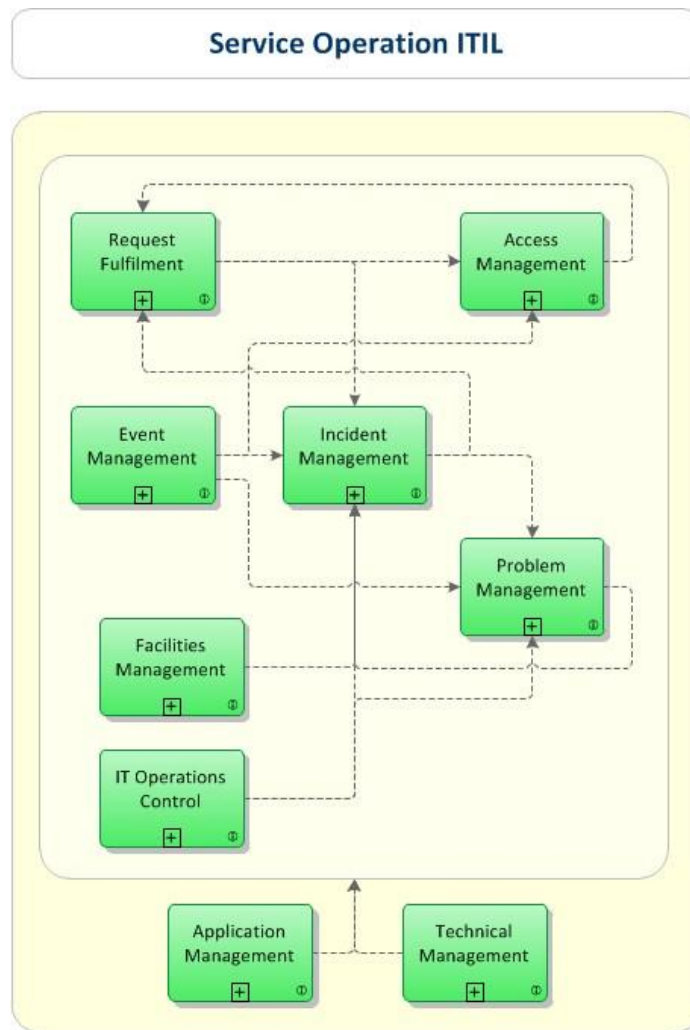 Service Operation ITIL
Request
Fulfilment
Access
Management
Event
Management
Incident
Management
Problem
Management
Facilities
Management
IT Operations
Control
Application
Management
Technical
Management